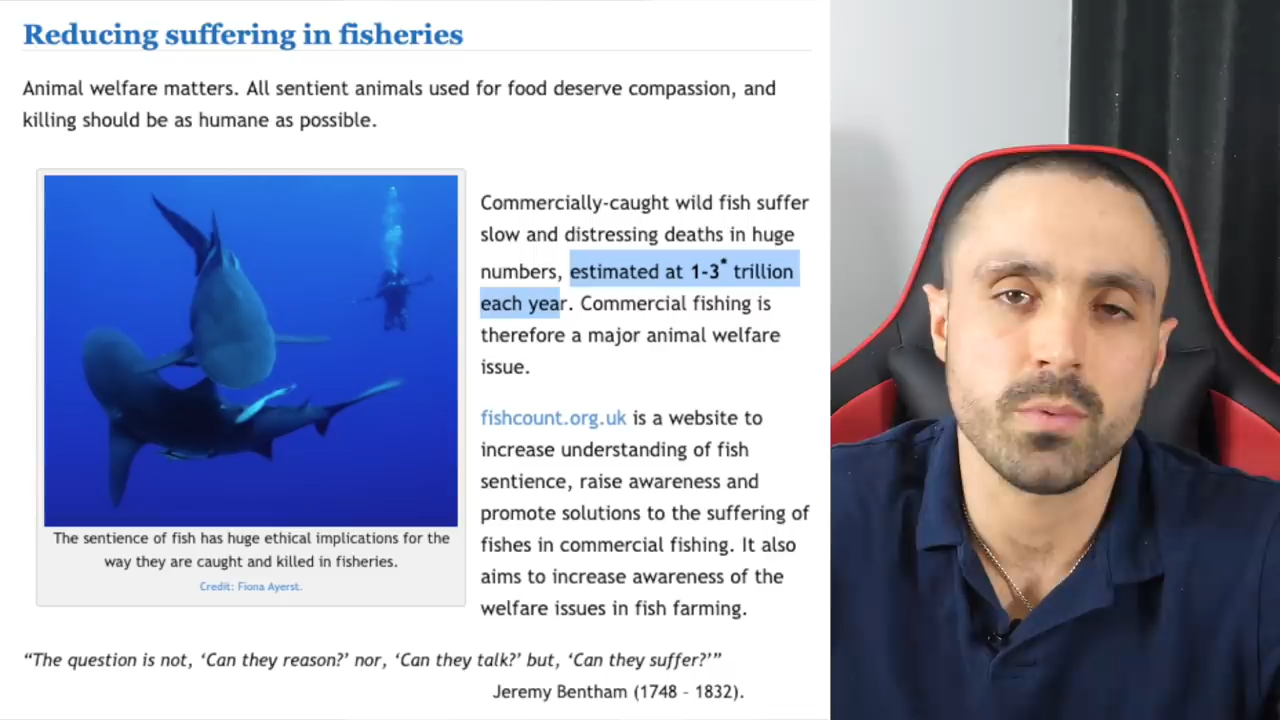 Reducing suffering in fisheries
Animal welfare matters. All sentient animals used for food deserve compassion, and
killing should be as humane as possible.
Commercially-caught wild fish suffer
slow and distressing deaths in huge
numbers, estimated at 1-3* trillion
each year. Commercial fishing is
therefore a major animal welfare
issue.
fishcount.org.uk is a website to
increase understanding of fish
sentience, raise awareness and
promote solutions to the suffering of
fishes in commercial fishing. It also
aims to increase awareness of the
welfare issues in fish farming.
The sentience of fish has huge ethical implications for the
way they are caught and killed in fisheries.
Credit: Fiona Ayerst.
“The question is not, ‘Can they reason?’ nor, ‘Can they talk?’ but, ‘Can they suffer?’”
Jeremy Bentham (1748 - 1832).